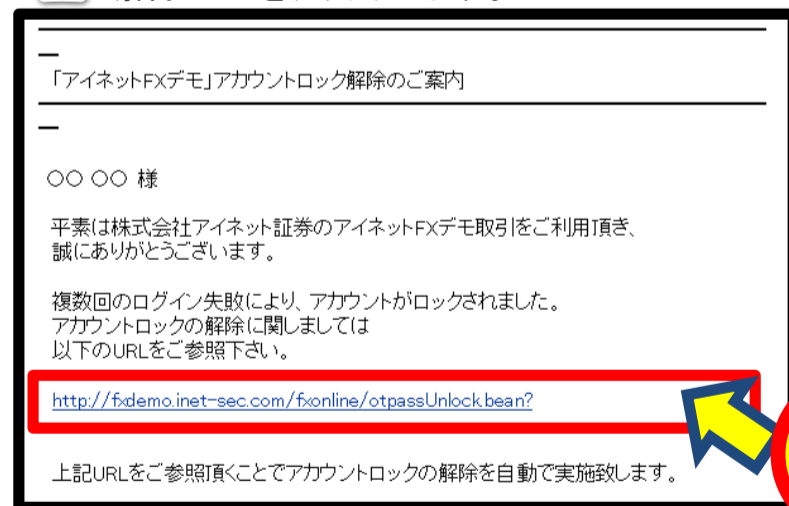 「アイネットFXデモ」アカウントロック解除のご案内
○○ ○○ 様
平素は株式会社アイネット証券のアイネットFXデモ取引をご利用頂き、
誠にありがとうございます。
複数回のログイン失敗により、アカウントがロックされました。
アカウントロックの解除に関しましては
以下のURLをご参照下さい。
http://fxdemo.inet-sec.com/fxonline/otpassUnlock.bean?
上記URLをご参照頂くことでアカウントロックの解除を自動で実施致します。